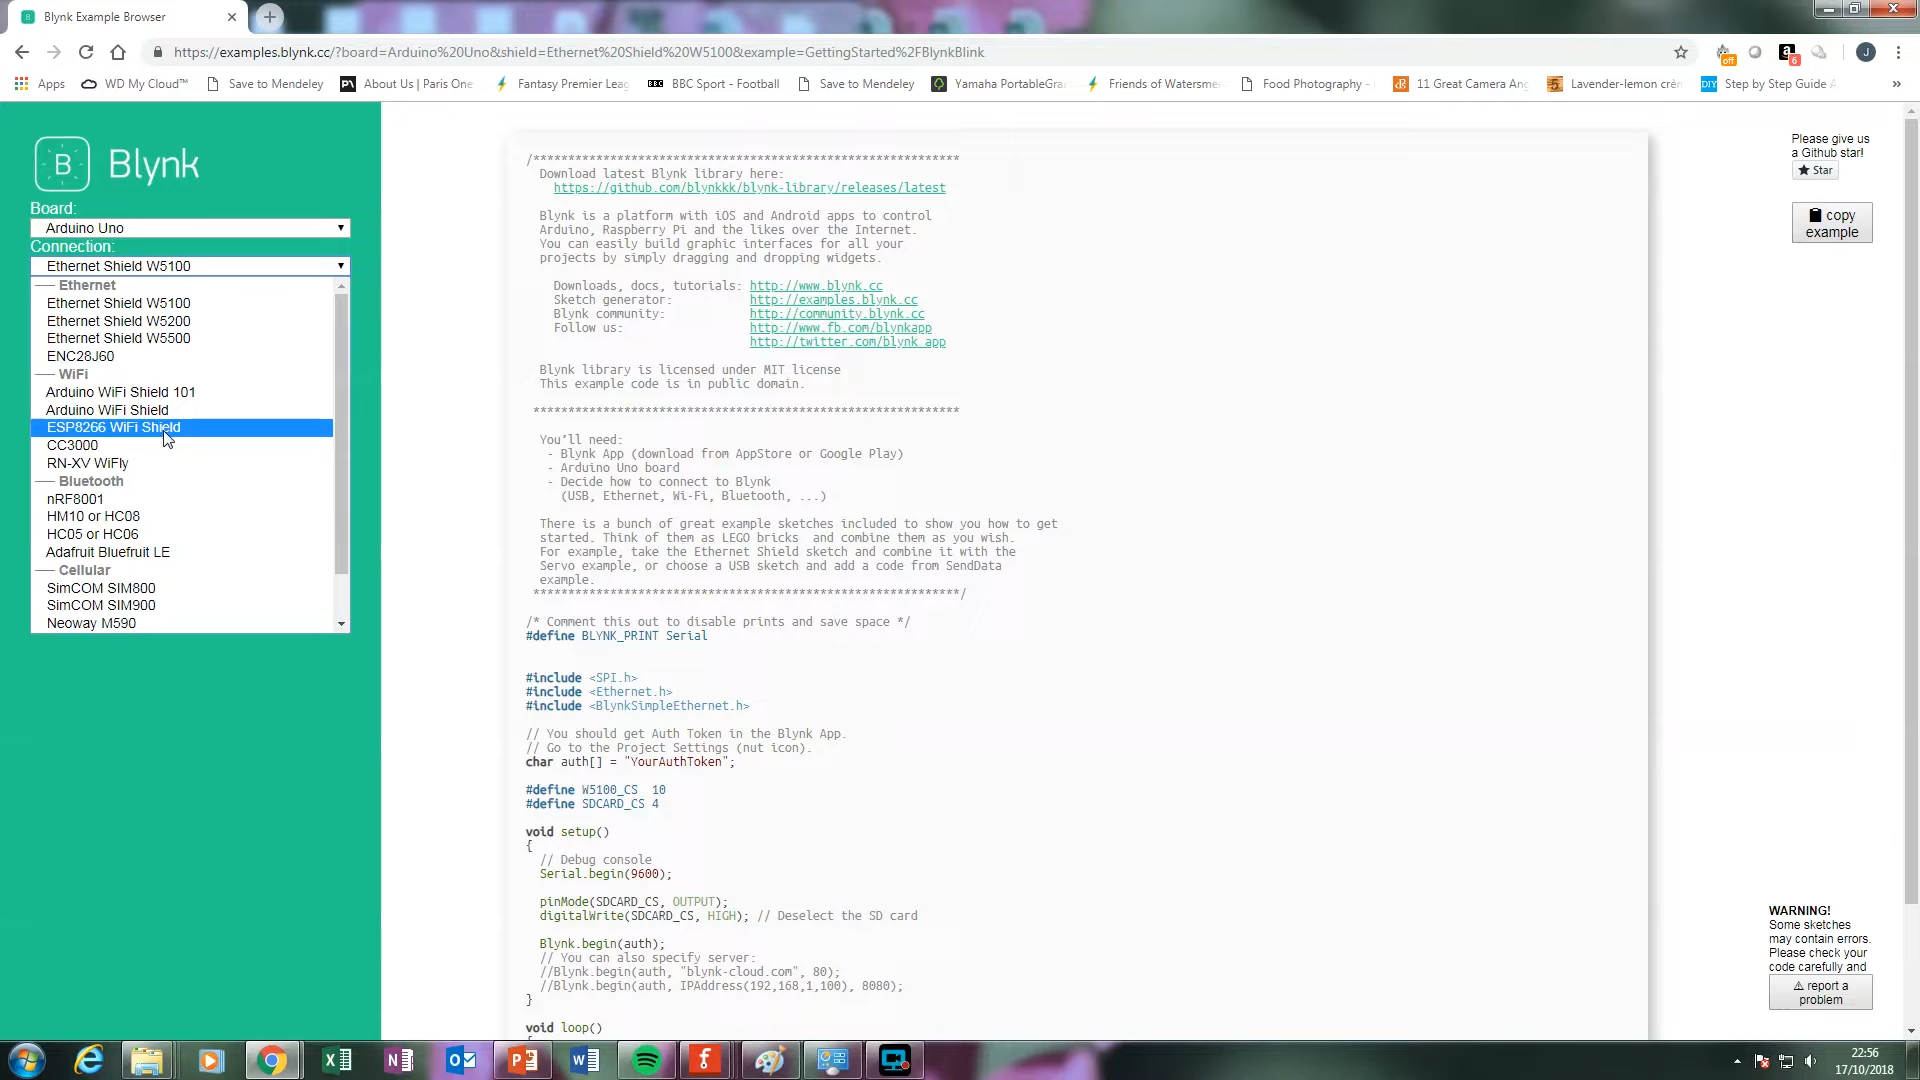 Blynk Example Browser
https://examples.blynk.cc/?board=Arduino%20Uno&shield=Ethernet%20Shield%20W5100&example=GettingStarted%2FBlynkBlink
off
6
J
Apps
WD My Cloud™
Save to Mendeley
About Us | Paris One
Fantasy Premier Leag
BBC Sport - Football
Save to Mendeley
Yamaha PortableGra
Friends of Watersme
Food Photography -
11 Great Camera Ang
Lavender-lemon crèm
Step by Step Guide
B Blynk
Board:
Arduino Uno
Connection:
Ethernet Shield W5100
Ethernet
Ethernet Shield W5100
Ethernet Shield W5200
Ethernet Shield W5500
ENC28J60
WiFi
Arduino WiFi Shield 101
Arduino WiFi Shield
ESP8266 WiFi Shield
CC3000
RN-XV WiFly
Bluetooth
nRF8001
HM10 or HC08
HC05 or HC06
Adafruit Bluefruit LE
Cellular
SimCOM SIM800
SimCOM SIM900
Neoway M590
/*************************************************************
Download latest Blynk library here:
https://github.com/blynkkk/blynk-library/releases/latest
Blynk is a platform with iOS and Android apps to control
Arduino, Raspberry Pi and the likes over the Internet.
You can easily build graphic interfaces for all your
projects by simply dragging and dropping widgets.
Downloads, docs, tutorials: http://www.blynk.cc
Sketch generator: http://examples.blynk.cc
Blynk community: http://community.blynk.cc
Follow us: http://www.fb.com/blynkapp
http://twitter.com/blynk_app
Blynk library is licensed under MIT license
This example code is in public domain.
*************************************************************
You’ll need:
- Blynk App (download from AppStore or Google Play)
- Arduino Uno board
- Decide how to connect to Blynk
(USB, Ethernet, Wi-Fi, Bluetooth, ...)
There is a bunch of great example sketches included to show you how to get
started. Think of them as LEGO bricks  and combine them as you wish.
For example, take the Ethernet Shield sketch and combine it with the
Servo example, or choose a USB sketch and add a code from SendData
example.
*************************************************************/
/* Comment this out to disable prints and save space */
#define BLYNK_PRINT Serial
#include <SPI.h>
#include <Ethernet.h>
#include <BlynkSimpleEthernet.h>
// You should get Auth Token in the Blynk App.
// Go to the Project Settings (nut icon).
char auth[] = "YourAuthToken";
#define W5100_CS  10
#define SDCARD_CS 4
void setup()
{
// Debug console
Serial.begin(9600);
pinMode(SDCARD_CS, OUTPUT);
digitalWrite(SDCARD_CS, HIGH); // Deselect the SD card
Blynk.begin(auth);
// You can also specify server:
//Blynk.begin(auth, "blynk-cloud.com", 80);
//Blynk.begin(auth, IPAddress(192,168,1,100), 8080);
}
void loop()
Please give us
a Github star!
★ Star
copy
example
WARNING!
Some sketches
may contain errors.
Please check your
code carefully and
⚠ report a
problem
22:56
17/10/2018